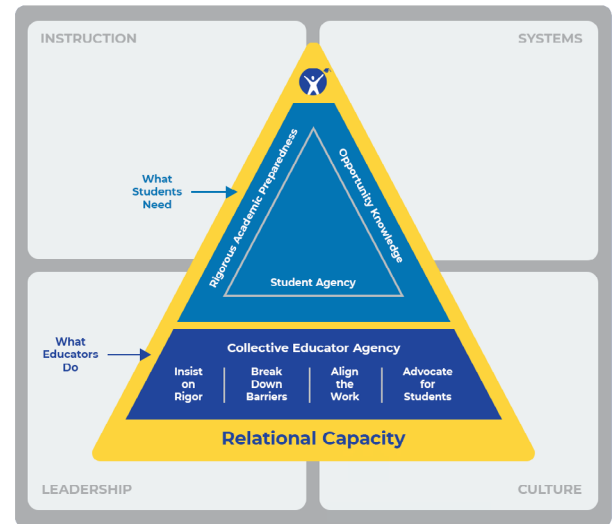 INSTRUCTION
SYSTEMS
What
Students
Need
Rigorous Academic Preparedness
Opportunity Knowledge
Student Agency
What
Educators
Do
Collective Educator Agency
Insist
on
Rigor
Break
Down
Barriers
Align
the
Work
Advocate
for
Students
Relational Capacity
LEADERSHIP
CULTURE